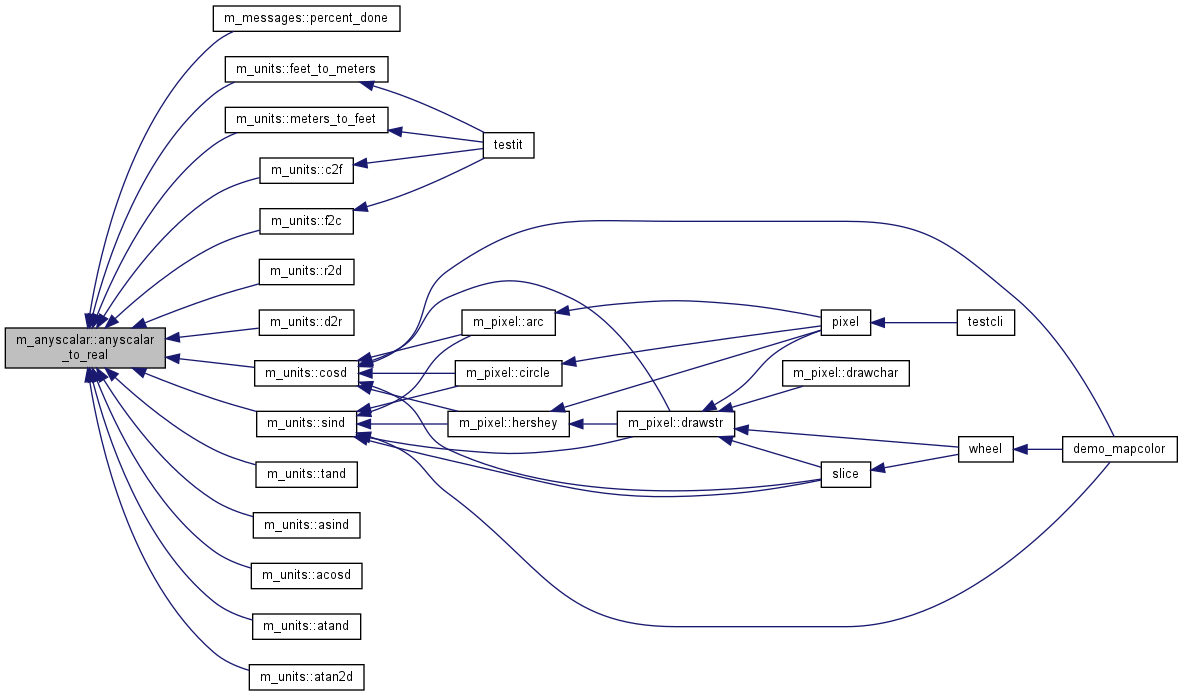 m_messages::percent_done
m_units::feet_to_meters
m_units::meters_to_feet
testit
m_units::c2f
m_units::f2c
m_units::r2d
m_units::d2r
m_pixel::arc
pixel
testcli
m_anyscalar::anyscalar
_to_real
m_units::cosd
m_pixel::circle
m_pixel::drawchar
m_units::sind
m_pixel::hershey
m_pixel::drawstr
wheel
demo_mapcolor
m_units::tand
slice
m_units::asind
m_units::acosd
m_units::atand
m_units::atan2d